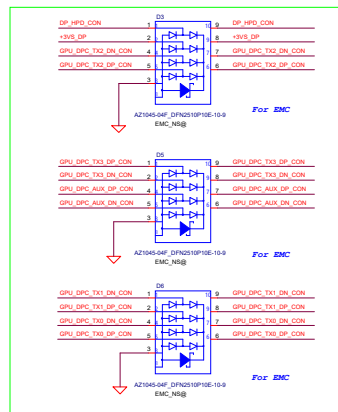 D3
DP_HPD_CON 1 10 9 DP_HPD_CON
+3VS_DP 2 9 8 +3VS_DP
GPU_DPC_TX2_DN_CON 4 7 7 GPU_DPC_TX2_DN_CON
GPU_DPC_TX2_DP_CON 5 6 6 GPU_DPC_TX2_DP_CON
3
For EMC
AZ1045-04F_DFN2510P10E-10-9
EMC_NS@
D5
GPU_DPC_TX3_DP_CON 1 10 9 GPU_DPC_TX3_DP_CON
GPU_DPC_TX3_DN_CON 2 9 8 GPU_DPC_TX3_DN_CON
GPU_DPC_AUX_DP_CON 4 7 7 GPU_DPC_AUX_DP_CON
GPU_DPC_AUX_DN_CON 5 6 6 GPU_DPC_AUX_DN_CON
3
AZ1045-04F_DFN2510P10E-10-9
For EMC
EMC_NS@
D6
GPU_DPC_TX1_DN_CON 1 10 9 GPU_DPC_TX1_DN_CON
GPU_DPC_TX1_DP_CON 2 9 8 GPU_DPC_TX1_DP_CON
GPU_DPC_TX0_DN_CON 4 7 7 GPU_DPC_TX0_DN_CON
GPU_DPC_TX0_DP_CON 5 6 6 GPU_DPC_TX0_DP_CON
3
For EMC
AZ1045-04F_DFN2510P10E-10-9
EMC_NS@